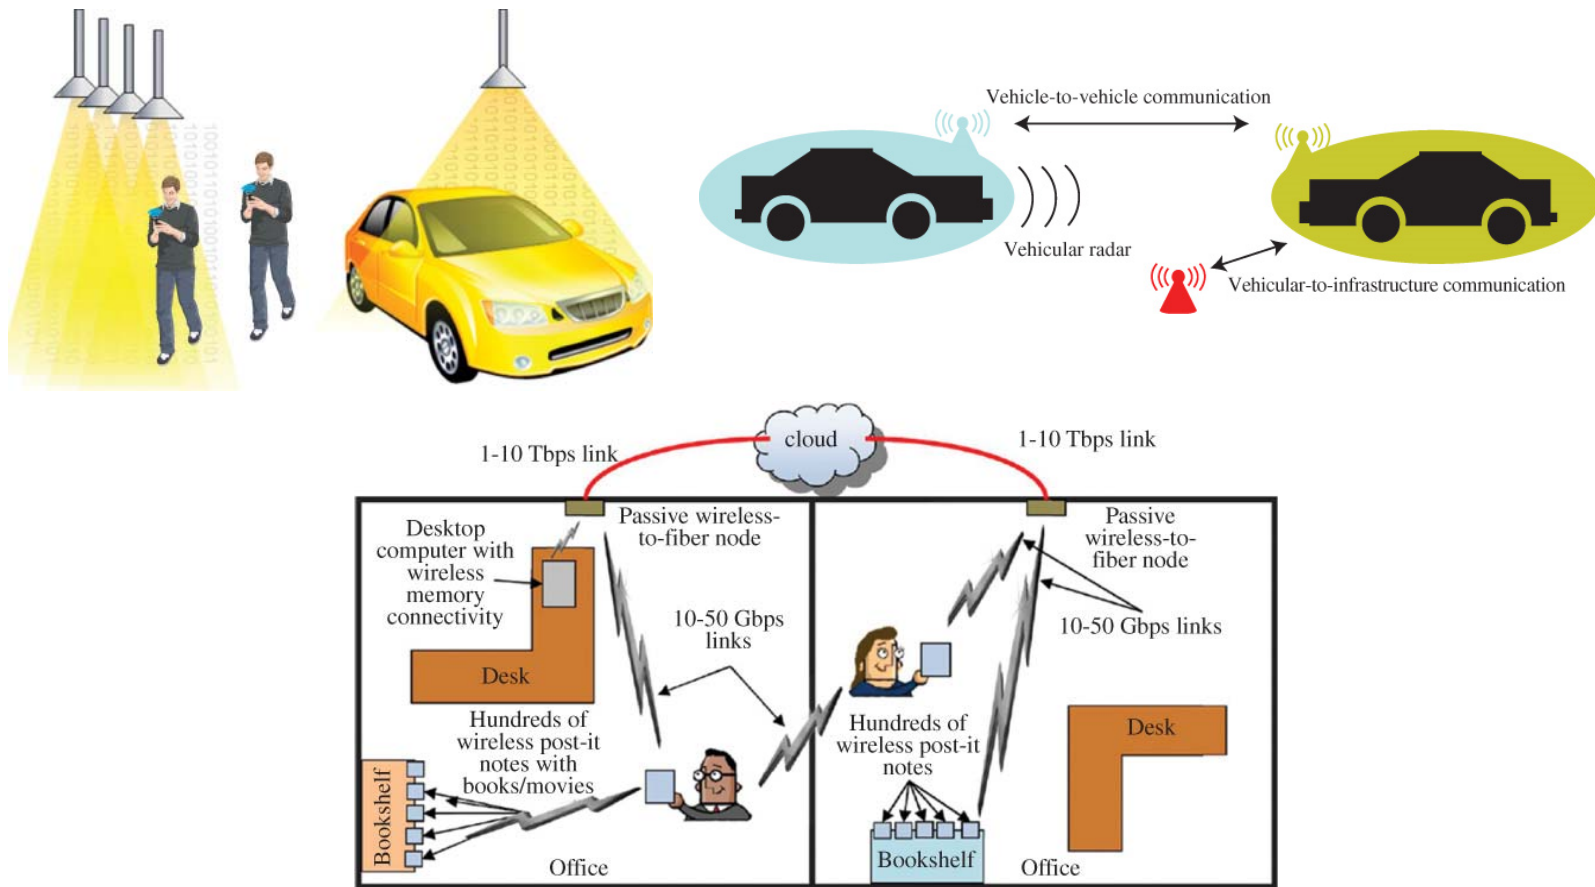 Vehicle-to-vehicle communication
Vehicular radar
Vehicular-to-infrastructure communication
cloud
1-10 Tbps link
1-10 Tbps link
Desktop
computer with
wireless
memory
connectivity
Passive wireless-
to-fiber node
10-50 Gbps
links
Desk
Hundreds of
wireless post-it
notes with
books/movies
Bookshelf
Office
Passive
wireless-to-
fiber node
10-50 Gbps links
Hundreds of
wireless post-it
notes
Desk
Bookshelf
Office